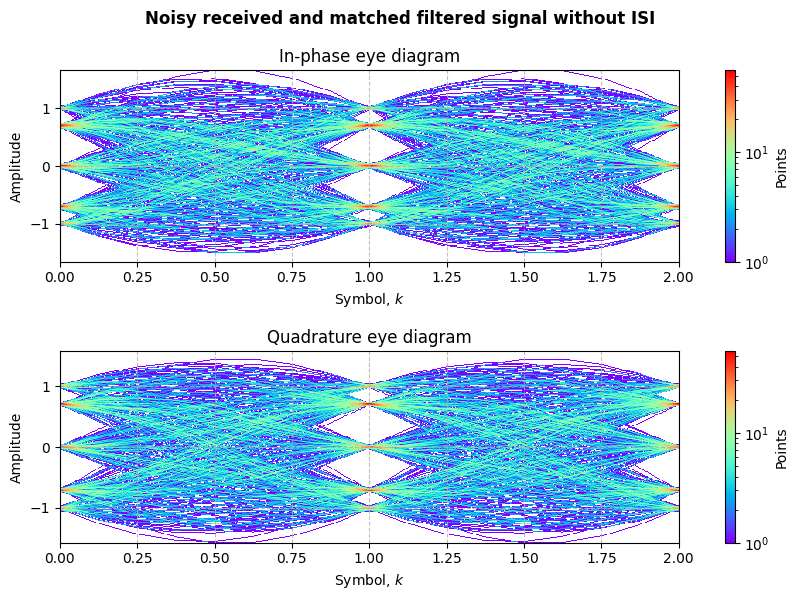 Noisy received and matched filtered signal without ISI
In-phase eye diagram
Amplitude
1
0
−1
0.00 0.25 0.50 0.75 1.00 1.25 1.50 1.75 2.00
Symbol, k
10¹
10⁰
Points
Quadrature eye diagram
Amplitude
1
0
−1
0.00 0.25 0.50 0.75 1.00 1.25 1.50 1.75 2.00
Symbol, k
10¹
10⁰
Points